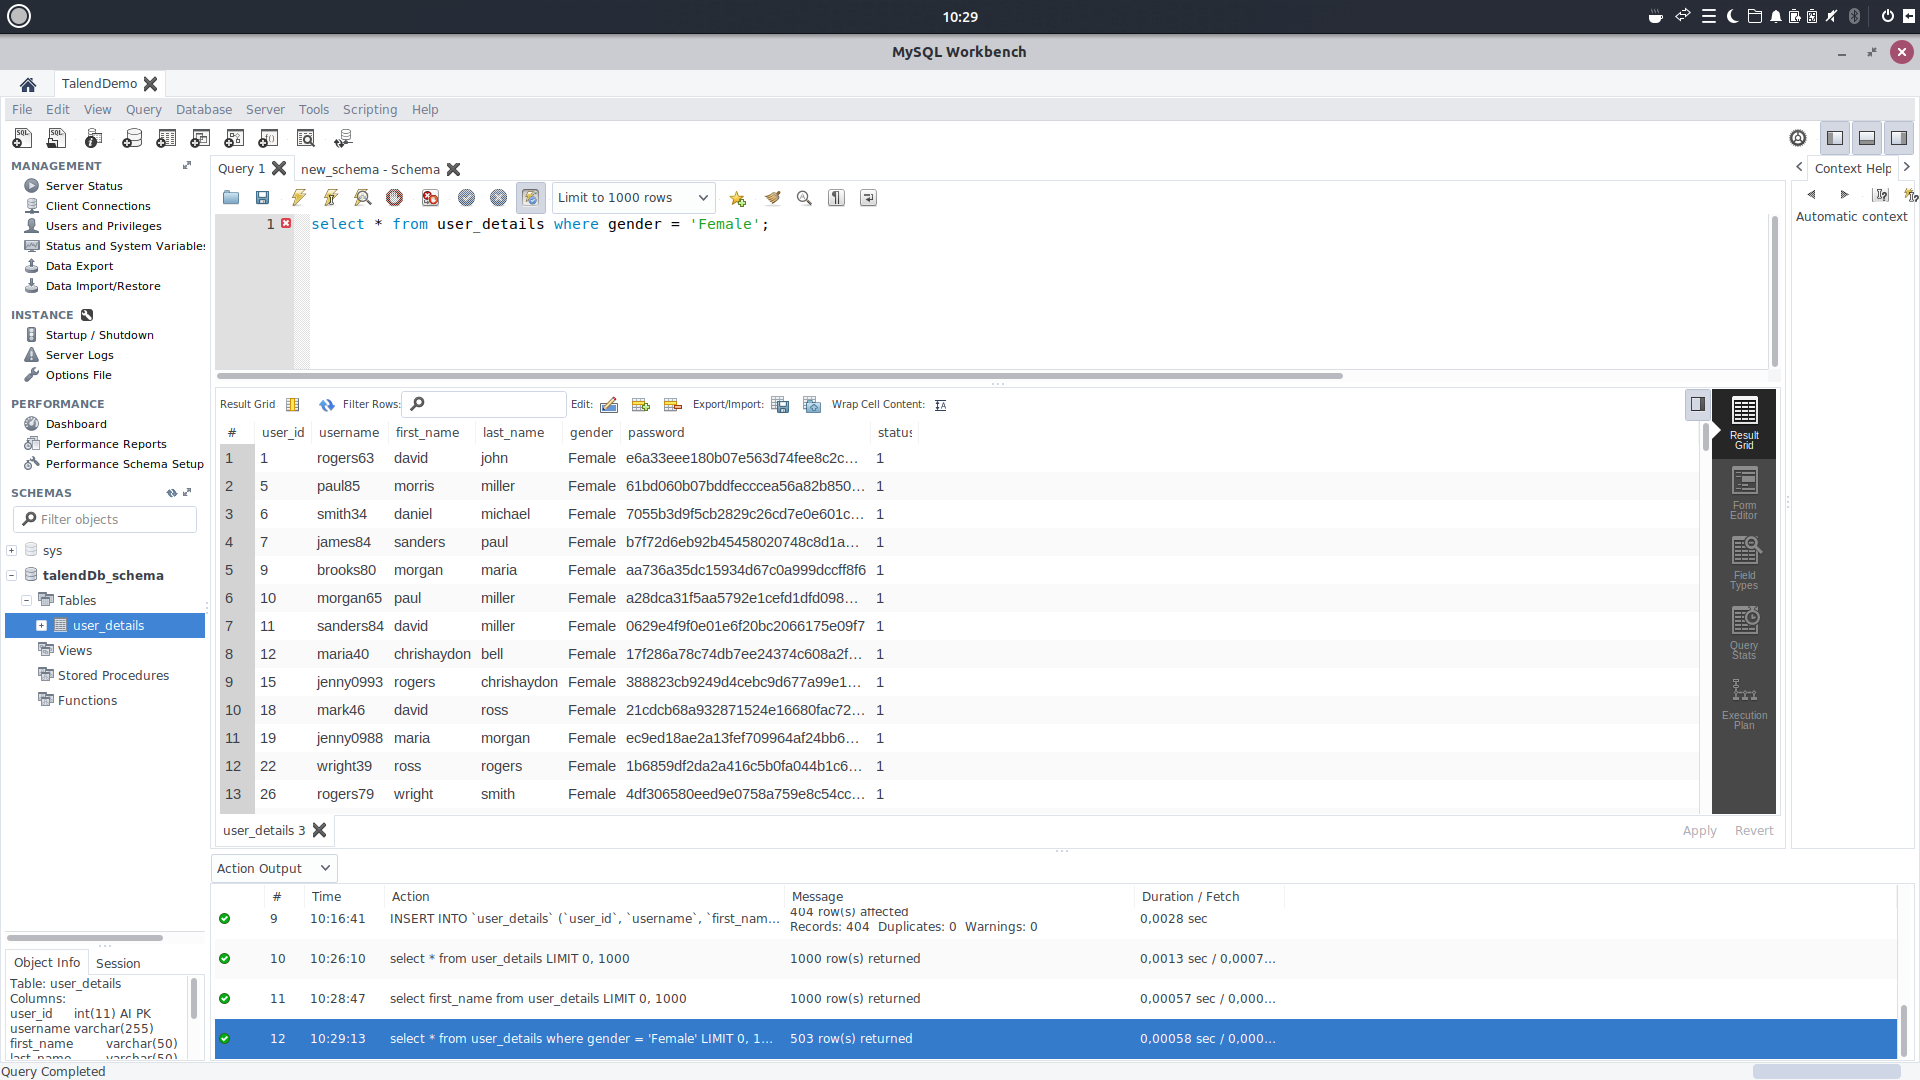 10:29
MySQL Workbench
TalendDemo
File Edit View Query Database Server Tools Scripting Help
MANAGEMENT
Server Status
Client Connections
Users and Privileges
Status and System Variables
Data Export
Data Import/Restore
INSTANCE
Startup / Shutdown
Server Logs
Options File
PERFORMANCE
Dashboard
Performance Reports
Performance Schema Setup
SCHEMAS
Filter objects
sys
talendDb_schema
Tables
user_details
Views
Stored Procedures
Functions
Object Info Session
Table: user_details
Columns:
user_id int(11) AI PK
username varchar(255)
first_name varchar(50)
last_name varchar(50)
Query 1 new_schema - Schema
Limit to 1000 rows
1 select * from user_details where gender = 'Female';
Context Help
Automatic context
Result Grid Filter Rows: Edit: Export/Import: Wrap Cell Content:
# user_id username first_name last_name gender password status
1 1 rogers63 david john Female e6a33eee180b07e563d74fee8c2c... 1
2 5 paul85 morris miller Female 61bd060b07bddfecccea56a82b850... 1
3 6 smith34 daniel michael Female 7055b3d9f5cb2829c26cd7e0e601c... 1
4 7 james84 sanders paul Female b7f72d6eb92b45458020748c8d1a... 1
5 9 brooks80 morgan maria Female aa736a35dc15934d67c0a999dccff8f6 1
6 10 morgan65 paul miller Female a28dca31f5aa5792e1cefd1dfd098... 1
7 11 sanders84 david miller Female 0629e4f9f0e01e6f20bc2066175e09f7 1
8 12 maria40 chrishaydon bell Female 17f286a78c74db7ee24374c608a2f... 1
9 15 jenny0993 rogers chrishaydon Female 388823cb9249d4cebc9d677a99e1... 1
10 18 mark46 david ross Female 21cdcb68a932871524e16680fac72... 1
11 19 jenny0988 maria morgan Female ec9ed18ae2a13fef709964af24bb6... 1
12 22 wright39 ross rogers Female 1b6859df2da2a416c5b0fa044b1c6... 1
13 26 rogers79 wright smith Female 4df306580eed9e0758a759e8c54cc... 1
Result
Grid
Form
Editor
Field
Types
Query
Stats
Execution
Plan
user_details 3
Apply Revert
Action Output
# Time Action Message Duration / Fetch
9 10:16:41 INSERT INTO `user_details` (`user_id`, `username`, `first_nam... 404 row(s) affected
Records: 404 Duplicates: 0 Warnings: 0 0,0028 sec
10 10:26:10 select * from user_details LIMIT 0, 1000 1000 row(s) returned 0,0013 sec / 0,0007...
11 10:28:47 select first_name from user_details LIMIT 0, 1000 1000 row(s) returned 0,00057 sec / 0,000...
12 10:29:13 select * from user_details where gender = 'Female' LIMIT 0, 1... 503 row(s) returned 0,00058 sec / 0,000...
Query Completed